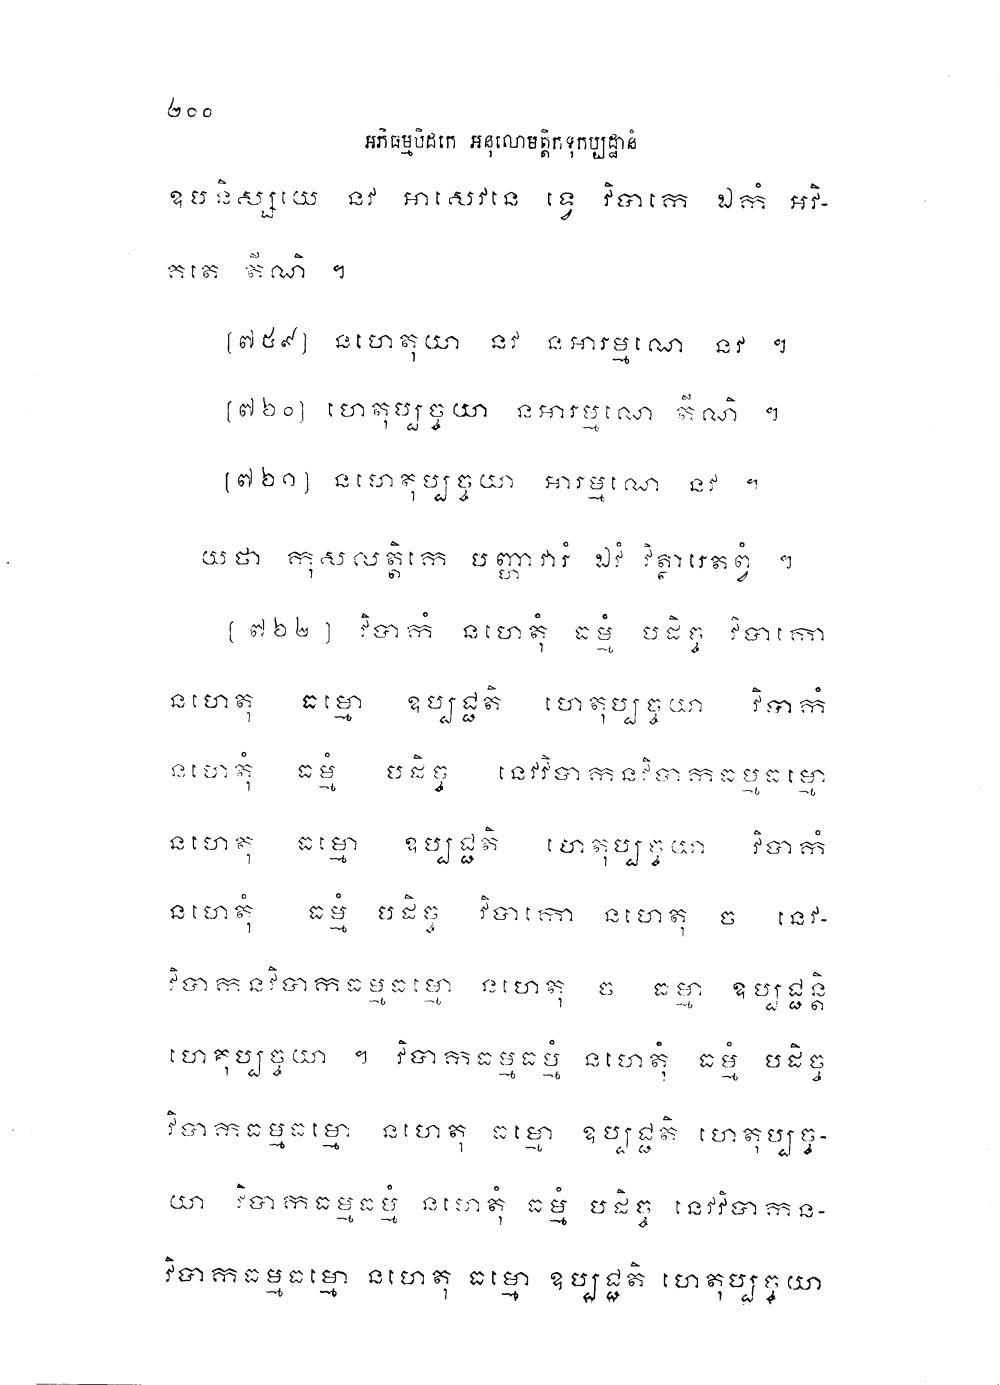 ២០០
អភិធម្មបិដកេ អនុលោមត្តិកទុកប្បដ្ឋានំ
ឧបនិស្សយេ នវ អាសេវនេ ទ្វេ វិបាកេ ឯកំ អវិ-
កតេ តីណិ ។
[៧៥៩] នហេតុយា នវ នអារម្មណេ នវ ។
[៧៦០] ហេតុប្បច្ចយា នអារម្មណេ តីណិ ។
[៧៦១] នហេតុប្បច្ចយា អារម្មណេ នវ ។
យថា កុសលត្តិកេ បញ្ហាវារំ ឯវំ វិត្ថារេតព្វំ ។
[៧៦២] វិបាកំ នហេតុំ ធម្មំ បដិច្ច វិបាកោ
នហេតុ ធម្មោ ឧប្បជ្ជតិ ហេតុប្បច្ចយា វិបាកំ
នហេតុំ ធម្មំ បដិច្ច នេវវិបាកនវិបាកធម្មធម្មោ
នហេតុ ធម្មោ ឧប្បជ្ជតិ ហេតុប្បច្ចយា វិបាកំ
នហេតុំ ធម្មំ បដិច្ច វិបាកោ នហេតុ ច នេវ-
វិបាកនវិបាកធម្មធម្មោ នហេតុ ច ធម្មា ឧប្បជ្ជន្តិ
ហេតុប្បច្ចយា ។ វិបាកធម្មធម្មំ នហេតុំ ធម្មំ បដិច្ច
វិបាកធម្មធម្មោ នហេតុ ធម្មោ ឧប្បជ្ជតិ ហេតុប្បច្ច-
យា វិបាកធម្មធម្មំ នហេតុំ ធម្មំ បដិច្ច នេវវិបាកន-
វិបាកធម្មធម្មោ នហេតុ ធម្មោ ឧប្បជ្ជតិ ហេតុប្បច្ចយា